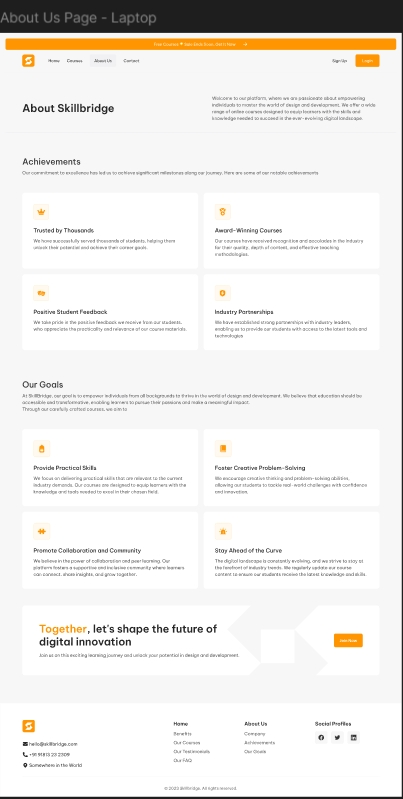 About Us Page - Laptop
Free Courses
Home Courses About Us Contact
Sign Up Login
About Skillbridge
Welcome to our platform, where we are passionate about empowering
individuals to master the world of design and development. We offer a wide
range of online courses designed to equip learners with the skills and
knowledge needed to succeed in the ever-evolving digital landscape.
Achievements
Our commitment to excellence has led us to achieve significant milestones along our journey. Here are some of our notable achievements
Trusted by Thousands
We have successfully served thousands of students, helping them
unlock their potential and achieve their career goals.
Award-Winning Courses
Our courses have received recognition and accolades in the industry
for their quality, depth of content, and effective teaching
methodologies.
Positive Student Feedback
We take pride in the positive feedback we receive from our students,
who appreciate the practicality and relevance of our course materials.
Industry Partnerships
We have established strong partnerships with industry leaders,
enabling us to provide our students with access to the latest tools and
technologies
Our Goals
At SkillBridge, our goal is to empower individuals from all backgrounds to thrive in the world of design and development. We believe that education should be
accessible and transformative, enabling learners to pursue their passions and make a meaningful impact.
Through our carefully crafted courses, we aim to
Provide Practical Skills
We focus on delivering practical skills that are relevant to the current
industry demands. Our courses are designed to equip learners with the
knowledge and tools needed to excel in their chosen field.
Foster Creative Problem-Solving
We encourage creative thinking and problem-solving abilities,
allowing our students to tackle real-world challenges with confidence
and innovation.
Promote Collaboration and Community
We believe in the power of collaboration and peer learning. Our
platform fosters a supportive and inclusive community where learners
can connect, share insights, and grow together.
Stay Ahead of the Curve
The digital landscape is constantly evolving, and we strive to stay at
the forefront of industry trends. We regularly update our course
content to ensure our students receive the latest knowledge and skills.
Together, let's shape the future of
digital innovation
Join us on this exciting learning journey and unlock your potential in design and development.
Join Now
hello@skillbridge.com
+91 91813 23 2309
Somewhere in the World
Home
Benefits
Our Courses
Our Testimonials
Our FAQ
About Us
Company
Achievements
Our Goals
Social Profiles
© 2023 Skillbridge. All rights reserved.